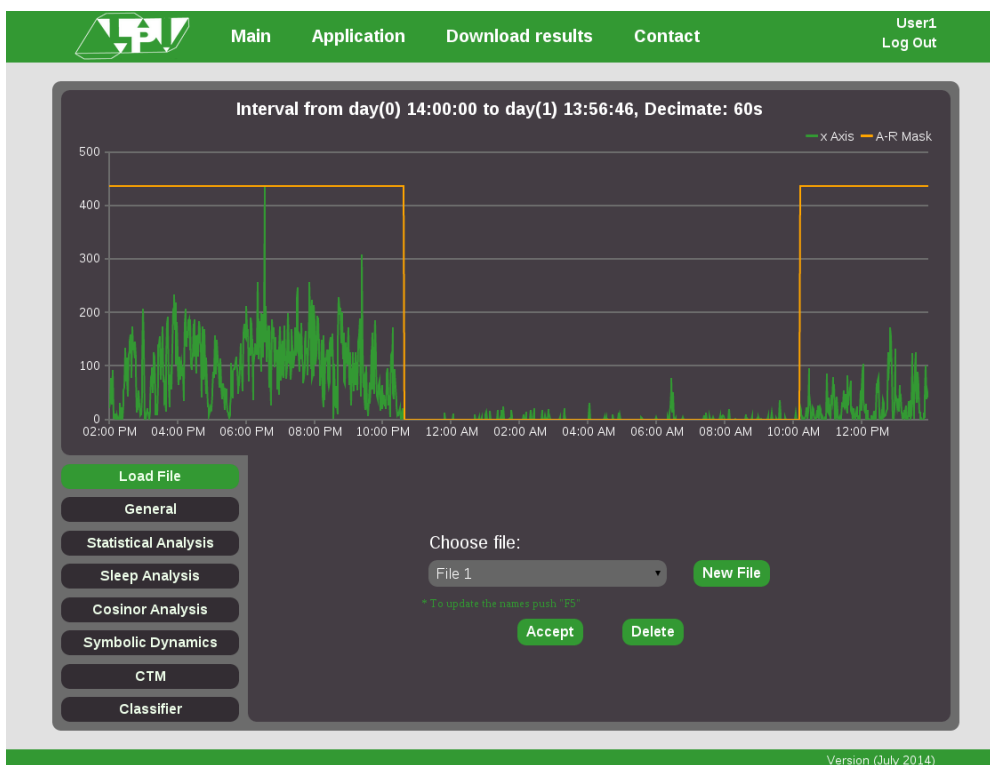 Main Application Download results Contact User1
Log Out
Interval from day(0) 14:00:00 to day(1) 13:56:46, Decimate: 60s
x Axis A-R Mask
500
400
300
200
100
0
02:00 PM 04:00 PM 06:00 PM 08:00 PM 10:00 PM 12:00 AM 02:00 AM 04:00 AM 06:00 AM 08:00 AM 10:00 AM 12:00 PM
Load File
General
Statistical Analysis
Sleep Analysis
Cosinor Analysis
Symbolic Dynamics
CTM
Classifier
Choose file:
File 1 New File
* To update the names push "F5"
Accept Delete
Version (July 2014)